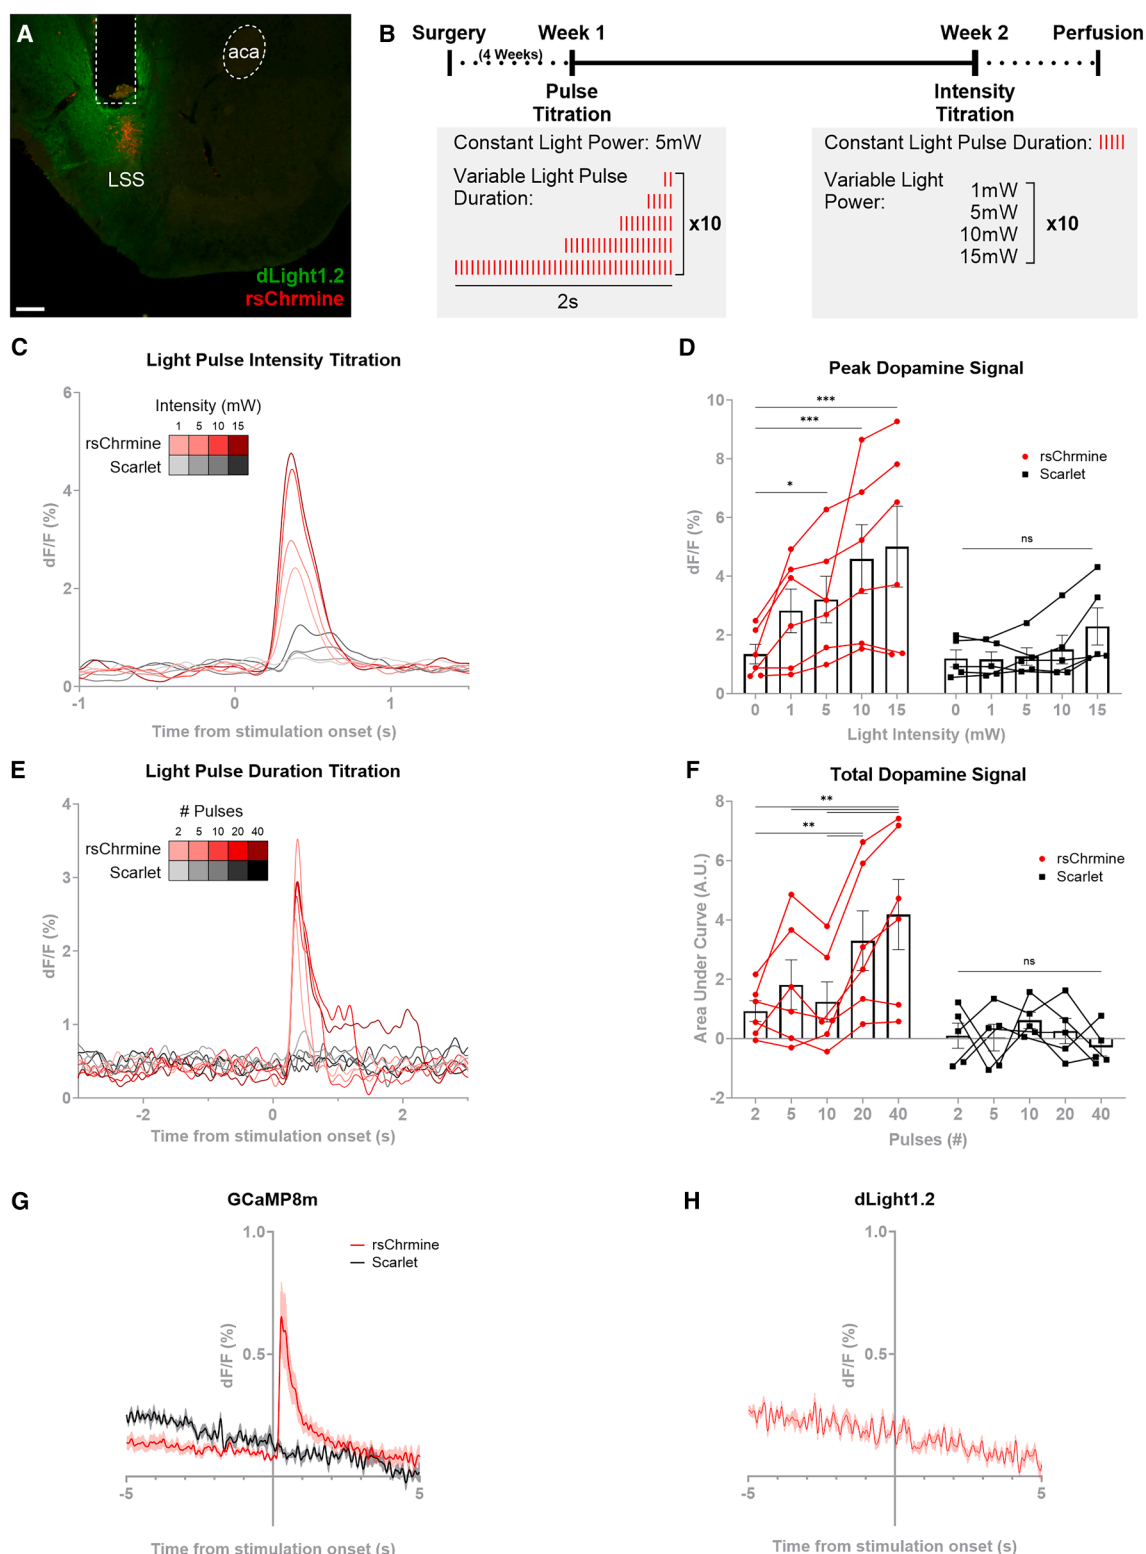 A
aca
LSS
dLight1.2
rsChrmine
B
Surgery
Week 1
Week 2
Perfusion
(4 Weeks)
Pulse
Titration
Intensity
Titration
Constant Light Power: 5mW
Variable Light Pulse
Duration:
x10
2s
Constant Light Pulse Duration:
Variable Light
Power:
1mW
5mW
10mW
15mW
x10
C
Light Pulse Intensity Titration
Intensity (mW)
1 5 10 15
rsChrmine
Scarlet
dF/F (%)
6
4
2
0
-1 0 1
Time from stimulation onset (s)
D
Peak Dopamine Signal
dF/F (%)
10
8
6
4
2
0
***
***
*
ns
rsChrmine
Scarlet
0 1 5 10 15 0 1 5 10 15
Light Intensity (mW)
E
Light Pulse Duration Titration
# Pulses
2 5 10 20 40
rsChrmine
Scarlet
dF/F (%)
4
3
2
1
0
-2 0 2
Time from stimulation onset (s)
F
Total Dopamine Signal
Area Under Curve (A.U.)
8
6
4
2
0
-2
**
**
ns
rsChrmine
Scarlet
2 5 10 20 40 2 5 10 20 40
Pulses (#)
G
GCaMP8m
1.0
0.5
dF/F (%)
rsChrmine
Scarlet
-5 5
Time from stimulation onset (s)
H
dLight1.2
1.0
0.5
dF/F (%)
-5 5
Time from stimulation onset (s)